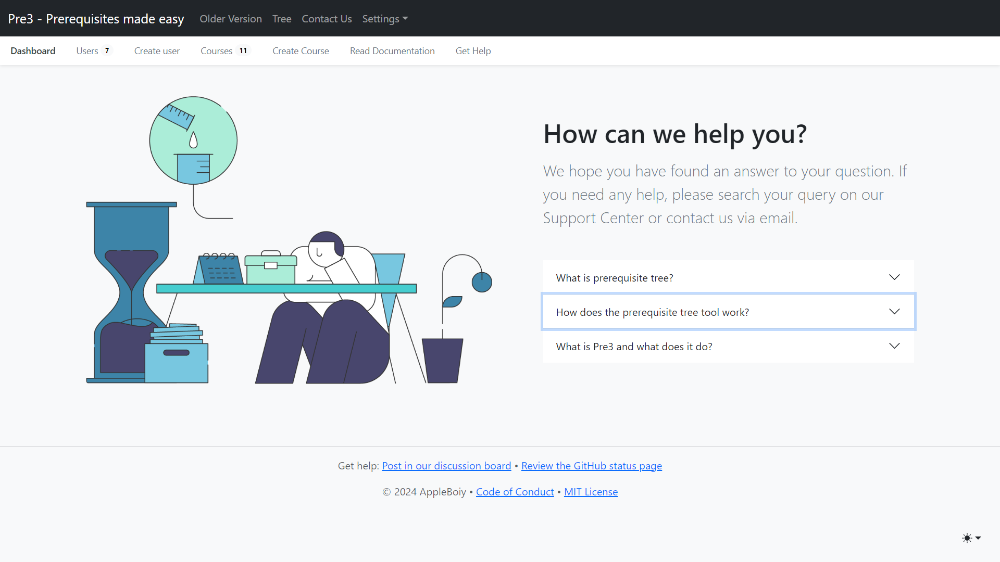 Pre3 - Prerequisites made easy Older Version Tree Contact Us Settings
Dashboard Users 7 Create user Courses 11 Create Course Read Documentation Get Help
How can we help you?
We hope you have found an answer to your question. If
you need any help, please search your query on our
Support Center or contact us via email.
What is prerequisite tree?
How does the prerequisite tree tool work?
What is Pre3 and what does it do?
Get help: Post in our discussion board • Review the GitHub status page
© 2024 AppleBoiy • Code of Conduct • MIT License